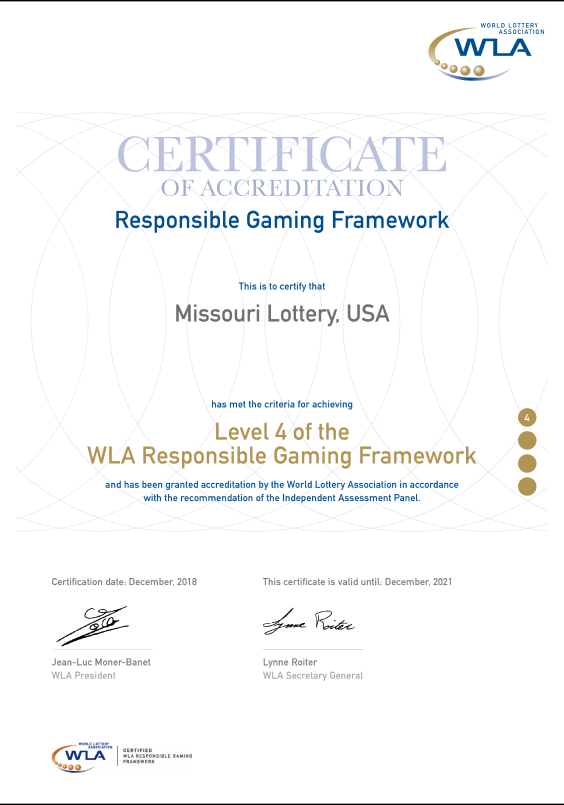 WORLD LOTTERY
ASSOCIATION
WLA
CERTIFICATE
OF ACCREDITATION
Responsible Gaming Framework
This is to certify that
Missouri Lottery, USA
has met the criteria for achieving
Level 4 of the
WLA Responsible Gaming Framework
and has been granted accreditation by the World Lottery Association in accordance
with the recommendation of the Independent Assessment Panel.
4
Certification date: December, 2018
This certificate is valid until: December, 2021
Lynne Roiter
Jean-Luc Moner-Banet
WLA President
Lynne Roiter
WLA Secretary General
WORLD LOTTERY
ASSOCIATION
WLA
CERTIFIED
WLA RESPONSIBLE GAMING
FRAMEWORK